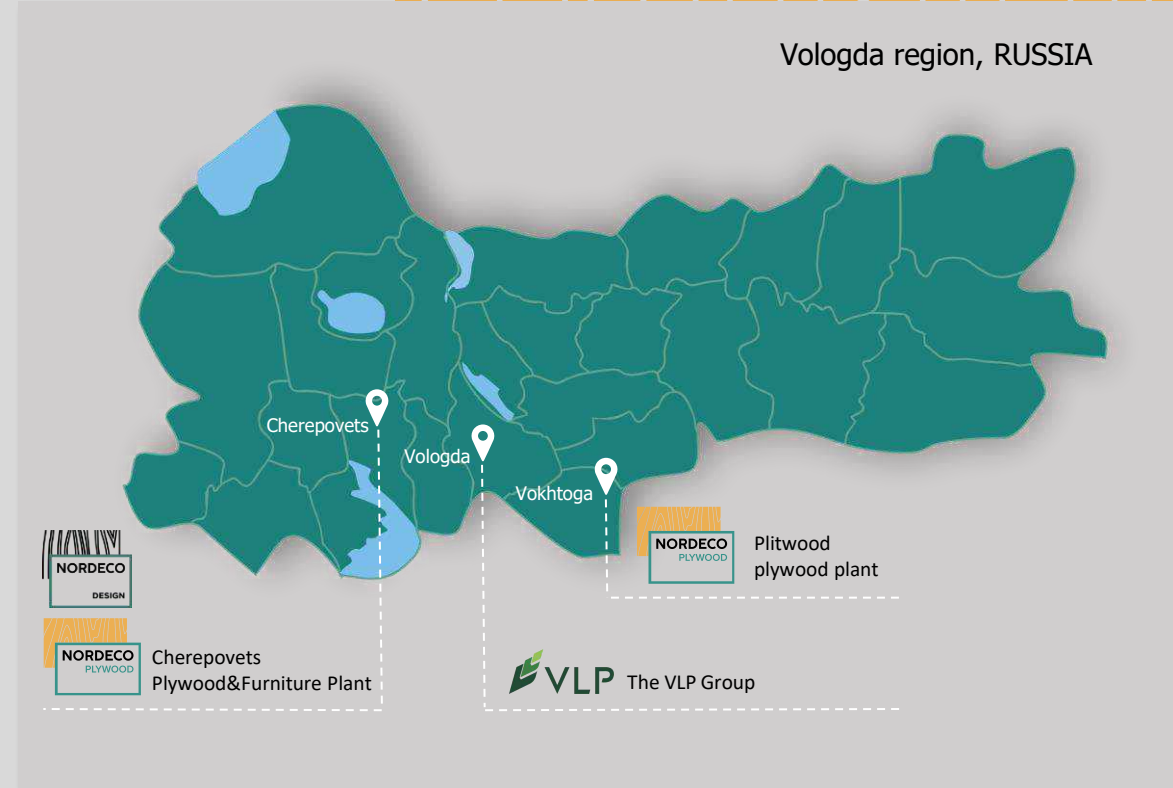 Vologda region, RUSSIA
Cherepovets
Vologda
Vokhtoga
NORDECO
PLYWOOD
Plitwood
plywood plant
NORDECO
DESIGN
NORDECO
PLYWOOD
Cherepovets
Plywood&Furniture Plant
VLP
The VLP Group